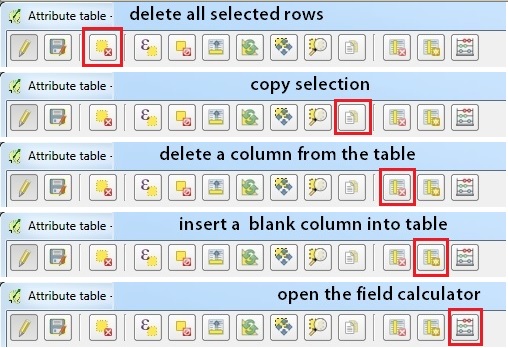 Attribute table - delete all selected rows
ε
Attribute table - copy selection
ε
Attribute table - delete a column from the table
ε
Attribute table - insert a blank column into table
ε
Attribute table - open the field calculator
ε